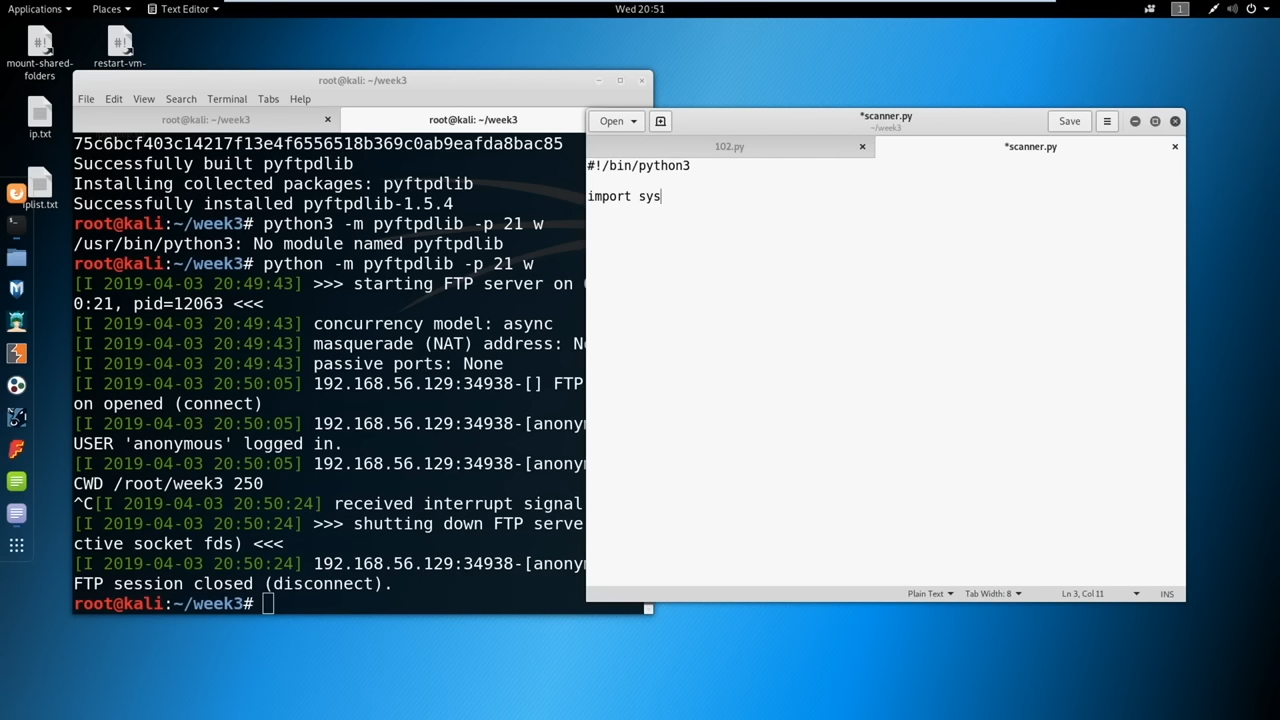 Applications
Places
Text Editor
Wed 20:51
1
mount-shared-
folders
restart-vm-
ip.txt
iplist.txt
root@kali: ~/week3
File Edit View Search Terminal Tabs Help
root@kali: ~/week3
root@kali: ~/week3
75c6bcf403c14217f13e4f6556518b369c0ab9eafda8bac85
Successfully built pyftpdlib
Installing collected packages: pyftpdlib
Successfully installed pyftpdlib-1.5.4
root@kali:~/week3# python3 -m pyftpdlib -p 21 w
/usr/bin/python3: No module named pyftpdlib
root@kali:~/week3# python -m pyftpdlib -p 21 w
[I 2019-04-03 20:49:43] >>> starting FTP server on
0:21, pid=12063 <<<
[I 2019-04-03 20:49:43] concurrency model: async
[I 2019-04-03 20:49:43] masquerade (NAT) address: N
[I 2019-04-03 20:49:43] passive ports: None
[I 2019-04-03 20:50:05] 192.168.56.129:34938-[] FTP
on opened (connect)
[I 2019-04-03 20:50:05] 192.168.56.129:34938-[anony
USER 'anonymous' logged in.
[I 2019-04-03 20:50:05] 192.168.56.129:34938-[anony
CWD /root/week3 250
^C[I 2019-04-03 20:50:24] received interrupt signal
[I 2019-04-03 20:50:24] >>> shutting down FTP serve
ctive socket fds) <<<
[I 2019-04-03 20:50:24] 192.168.56.129:34938-[anony
FTP session closed (disconnect).
root@kali:~/week3#
Open
*scanner.py
~/week3
Save
102.py
*scanner.py
#!/bin/python3
import sys
Plain Text Tab Width: 8 Ln 3, Col 11 INS